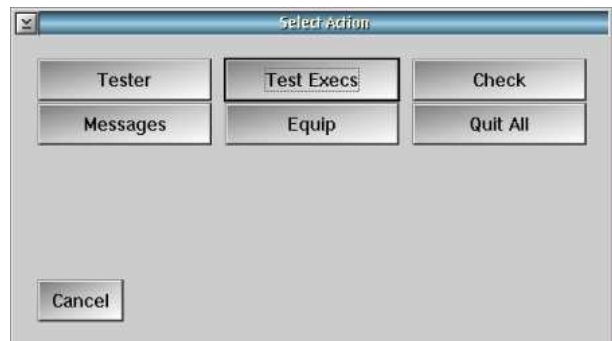 Select Action
Tester Test Execs Check
Messages Equip Quit All
Cancel